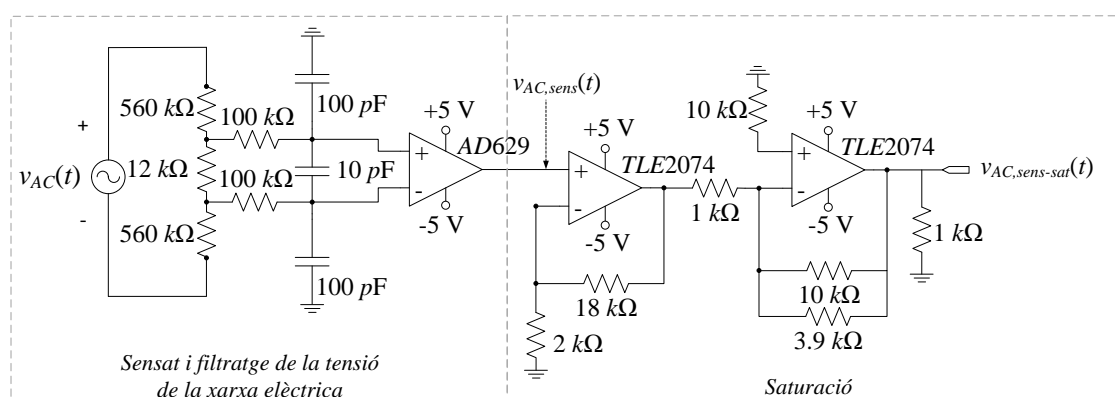 560 kΩ
100 kΩ
12 kΩ
100 kΩ
560 kΩ
+
v_AC(t)
-
100 pF
10 pF
100 pF
+5 V
AD629
+
-
-5 V
v_AC,sens(t)
+5 V
TLE2074
+
-
-5 V
18 kΩ
2 kΩ
1 kΩ
10 kΩ
+5 V
TLE2074
+
-
-5 V
10 kΩ
3.9 kΩ
v_AC,sens-sat(t)
1 kΩ
Sensat i filtratge de la tensió
de la xarxa elèctrica
Saturació